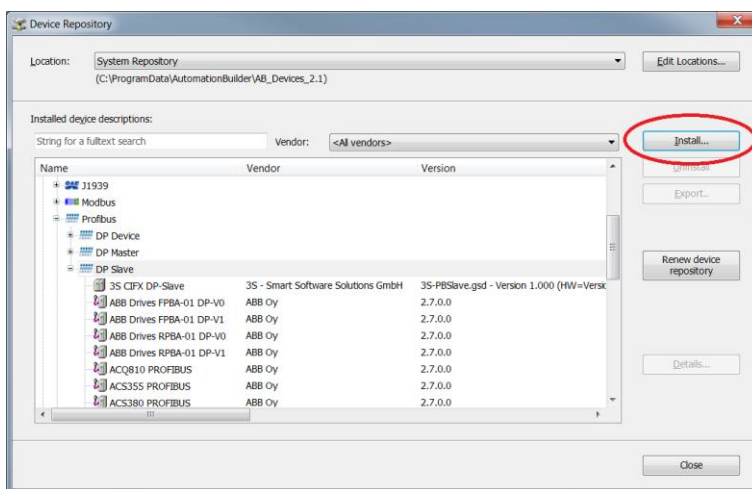 Device Repository
Location:
System Repository
Edit Locations...
(C:\ProgramData\AutomationBuilder\AB_Devices_2.1)
Installed device descriptions:
String for a fulltext search
Vendor:
<All vendors>
Install...
Name Vendor Version
Uninstall
J1939
Export...
Modbus
Profibus
DP Device
DP Master
Renew device
repository
DP Slave
3S CIFX DP-Slave 3S - Smart Software Solutions GmbH 3S-PBSlave.gsd - Version 1.000 (HW=Versic
ABB Drives FPBA-01 DP-V0 ABB Oy 2.7.0.0
ABB Drives FPBA-01 DP-V1 ABB Oy 2.7.0.0
ABB Drives RPBA-01 DP-V0 ABB Oy 2.7.0.0
ABB Drives RPBA-01 DP-V1 ABB Oy 2.7.0.0
ACQ810 PROFIBUS ABB Oy 2.7.0.0
Details...
ACS355 PROFIBUS ABB Oy 2.7.0.0
ACS380 PROFIBUS ABB Oy 2.7.0.0
Close